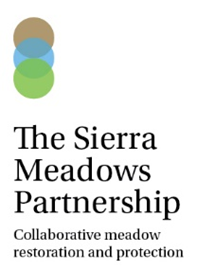 The Sierra
Meadows
Partnership
Collaborative meadow
restoration and protection